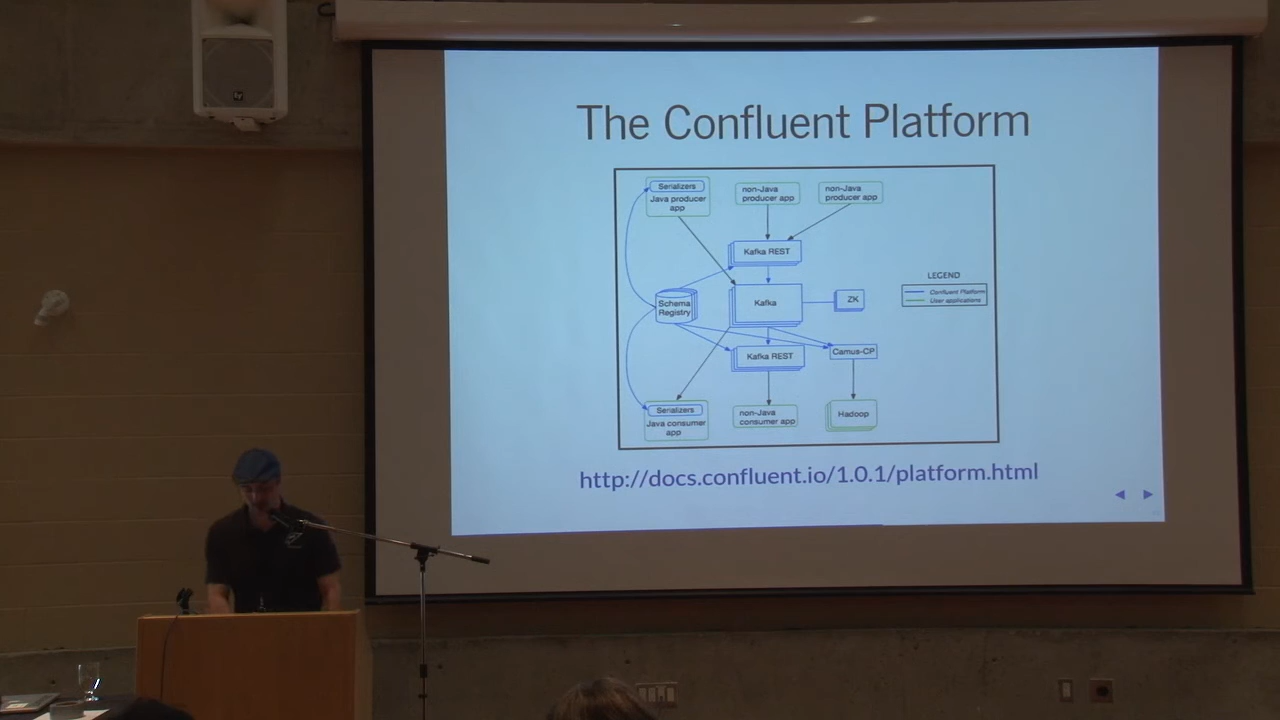 The Confluent Platform
Serializers
Java producer
app
non-Java
producer app
non-Java
producer app
Kafka REST
LEGEND
Confluent Platform
User applications
Schema
Registry
Kafka
ZK
Kafka REST
Camus-CP
Serializers
Java consumer
app
non-Java
consumer app
Hadoop
http://docs.confluent.io/1.0.1/platform.html